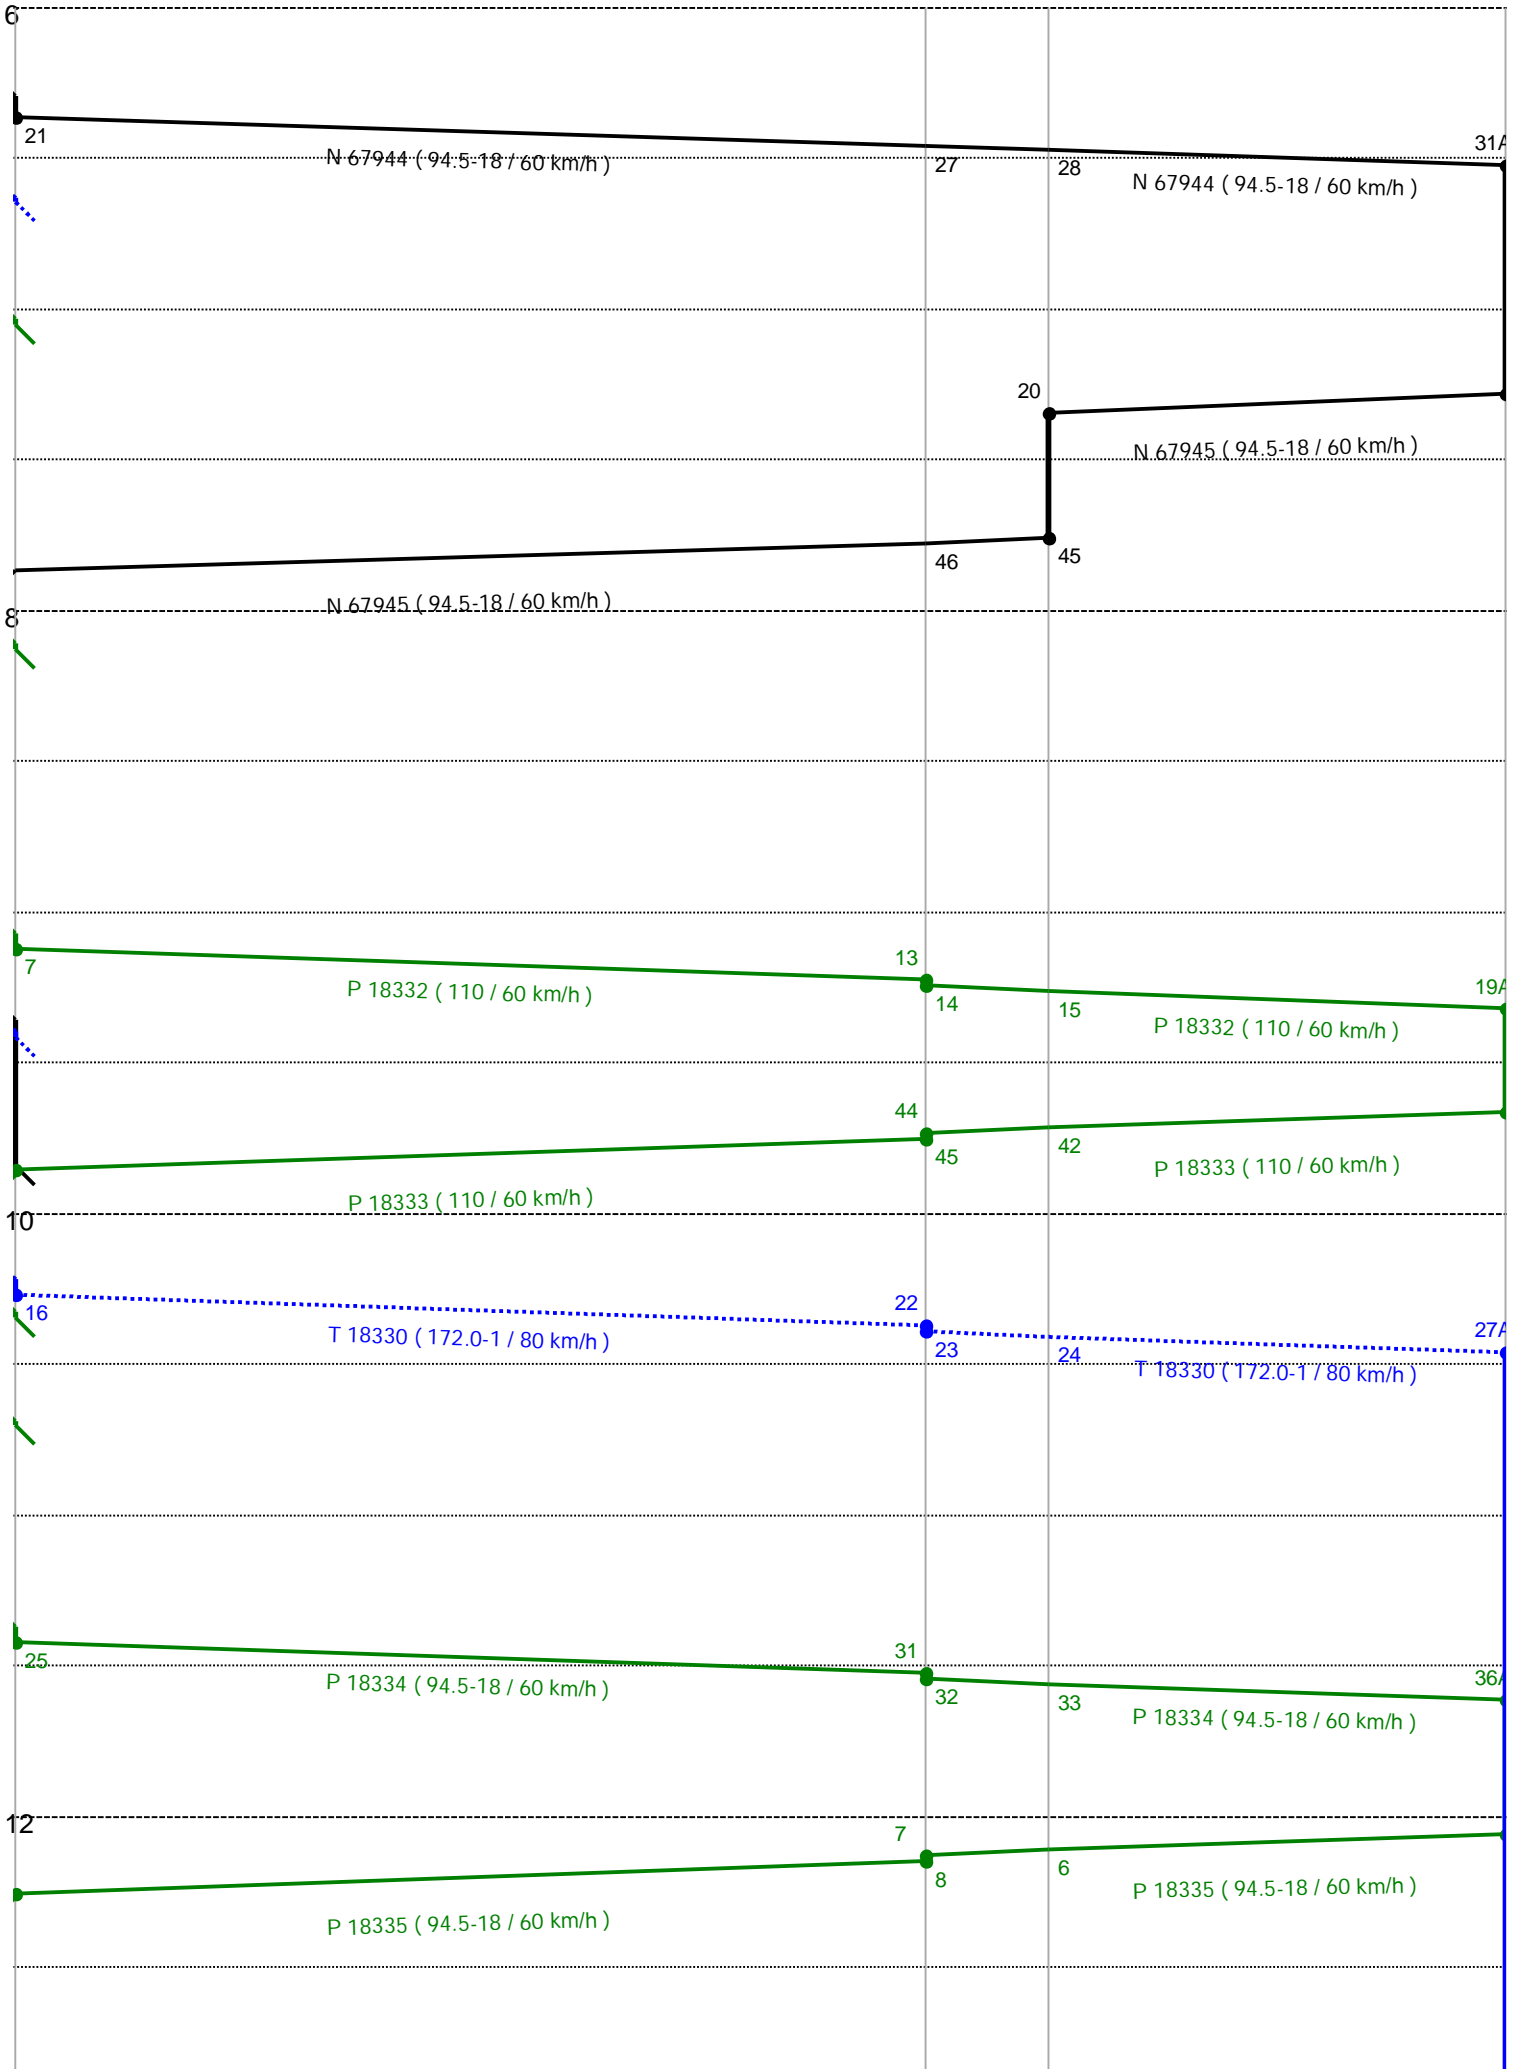 6
21
N 67944 ( 94.5-18 / 60 km/h )
27
28
31A
N 67944 ( 94.5-18 / 60 km/h )
20
N 67945 ( 94.5-18 / 60 km/h )
46
45
N 67945 ( 94.5-18 / 60 km/h )
8
7
P 18332 ( 110 / 60 km/h )
13
14
15
19A
P 18332 ( 110 / 60 km/h )
44
45
42
P 18333 ( 110 / 60 km/h )
P 18333 ( 110 / 60 km/h )
10
16
T 18330 ( 172.0-1 / 80 km/h )
22
23
24
27A
T 18330 ( 172.0-1 / 80 km/h )
25
P 18334 ( 94.5-18 / 60 km/h )
31
32
33
36A
P 18334 ( 94.5-18 / 60 km/h )
12
7
8
6
P 18335 ( 94.5-18 / 60 km/h )
P 18335 ( 94.5-18 / 60 km/h )